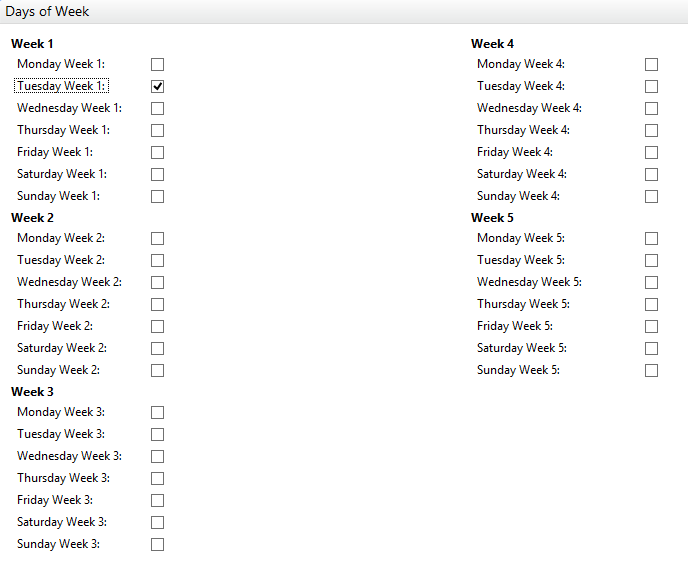 Days of Week
Week 1
Monday Week 1:
Tuesday Week 1:
Wednesday Week 1:
Thursday Week 1:
Friday Week 1:
Saturday Week 1:
Sunday Week 1:
Week 2
Monday Week 2:
Tuesday Week 2:
Wednesday Week 2:
Thursday Week 2:
Friday Week 2:
Saturday Week 2:
Sunday Week 2:
Week 3
Monday Week 3:
Tuesday Week 3:
Wednesday Week 3:
Thursday Week 3:
Friday Week 3:
Saturday Week 3:
Sunday Week 3:
Week 4
Monday Week 4:
Tuesday Week 4:
Wednesday Week 4:
Thursday Week 4:
Friday Week 4:
Saturday Week 4:
Sunday Week 4:
Week 5
Monday Week 5:
Tuesday Week 5:
Wednesday Week 5:
Thursday Week 5:
Friday Week 5:
Saturday Week 5:
Sunday Week 5: